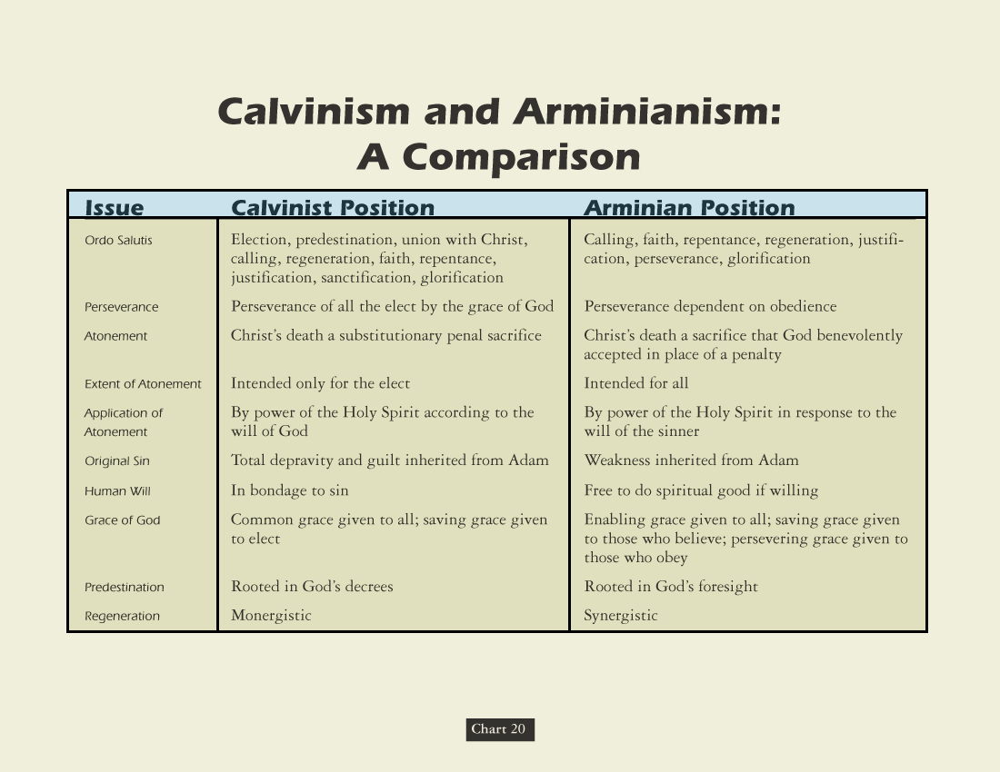 Calvinism and Arminianism:
A Comparison
Issue Calvinist Position Arminian Position
Ordo Salutis Election, predestination, union with Christ, Calling, faith, repentance, regeneration, justifi-
calling, regeneration, faith, repentance, cation, perseverance, glorification
justification, sanctification, glorification
Perseverance Perseverance of all the elect by the grace of God Perseverance dependent on obedience
Atonement Christ’s death a substitutionary penal sacrifice Christ’s death a sacrifice that God benevolently
accepted in place of a penalty
Extent of Atonement Intended only for the elect Intended for all
Application of By power of the Holy Spirit according to the By power of the Holy Spirit in response to the
Atonement will of God will of the sinner
Original Sin Total depravity and guilt inherited from Adam Weakness inherited from Adam
Human Will In bondage to sin Free to do spiritual good if willing
Grace of God Common grace given to all; saving grace given Enabling grace given to all; saving grace given
to elect to those who believe; persevering grace given to
those who obey
Predestination Rooted in God’s decrees Rooted in God’s foresight
Regeneration Monergistic Synergistic
Chart 20